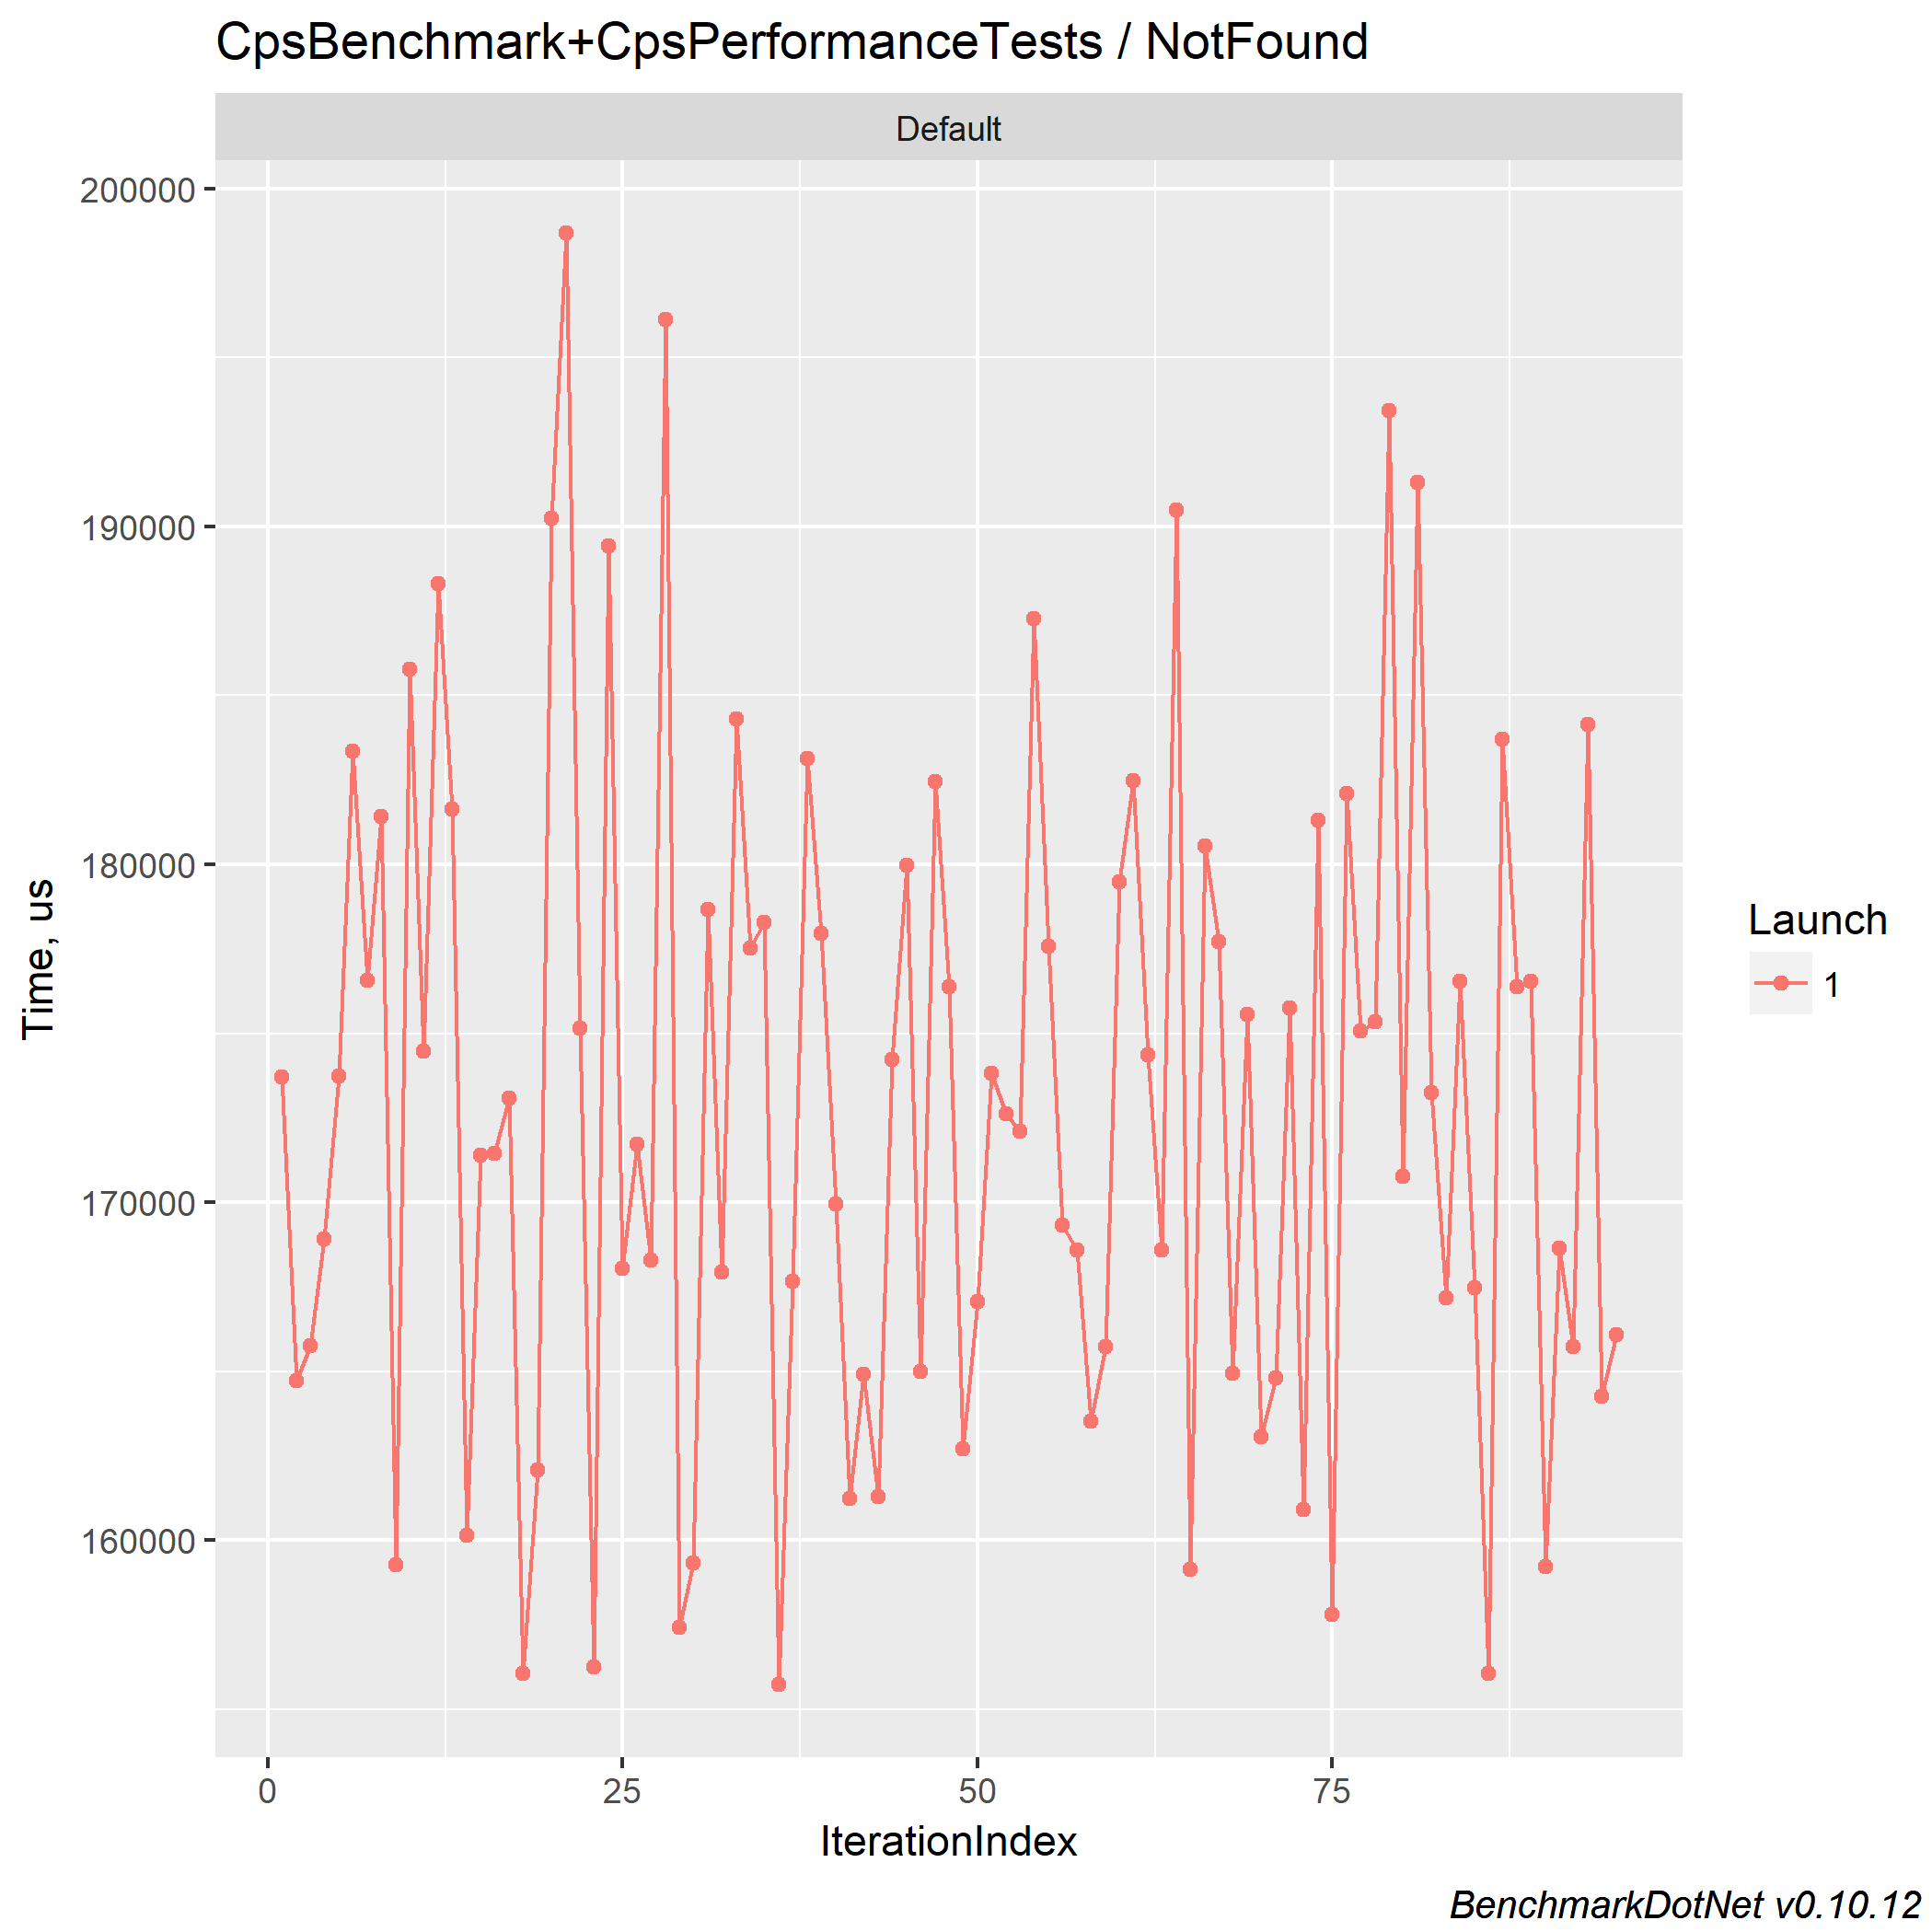 CpsBenchmark+CpsPerformanceTests / NotFound
Default
200000
190000
180000
170000
160000
Time, us
0 25 50 75
IterationIndex
Launch
1
BenchmarkDotNet v0.10.12